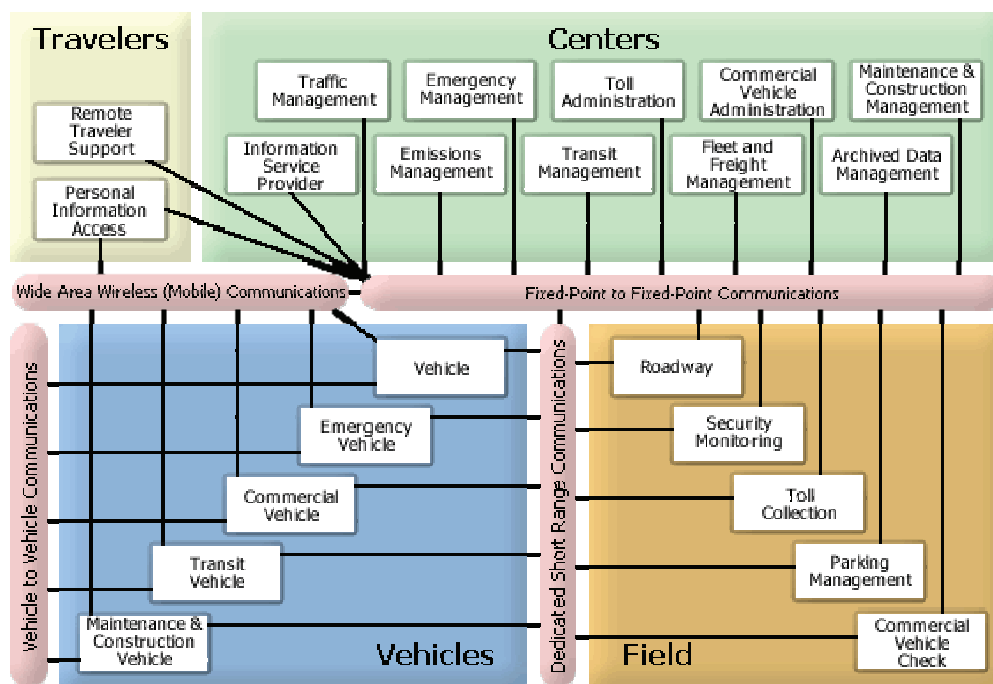 Travelers
Centers
Remote
Traveler
Support
Personal
Information
Access
Traffic
Management
Emergency
Management
Toll
Administration
Commercial
Vehicle
Administration
Maintenance &
Construction
Management
Information
Service
Provider
Emissions
Management
Transit
Management
Fleet and
Freight
Management
Archived Data
Management
Wide Area Wireless (Mobile) Communications
Fixed-Point to Fixed-Point Communications
Vehicle to Vehicle Communications
Vehicle
Emergency
Vehicle
Commercial
Vehicle
Transit
Vehicle
Maintenance &
Construction
Vehicle
Vehicles
Dedicated Short Range Communications
Roadway
Security
Monito-ring
Toll
Collection
Parking
Management
Commercial
Vehicle
Check
Field